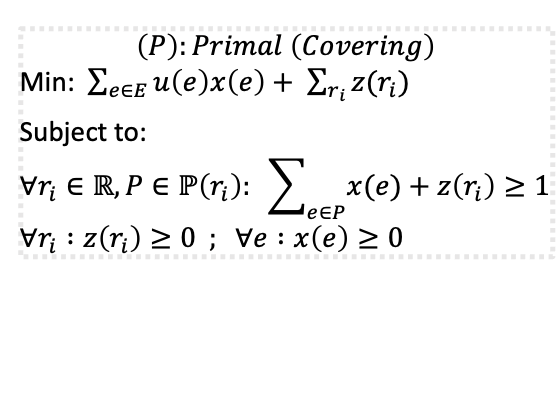 (P): Primal (Covering)
Min: ∑_{e∈E} u(e)x(e) + ∑_{r_i} z(r_i)
Subject to:
∀r_i ∈ ℝ, P ∈ ℙ(r_i): ∑_{e∈P} x(e) + z(r_i) ≥ 1
∀r_i : z(r_i) ≥ 0 ; ∀e : x(e) ≥ 0